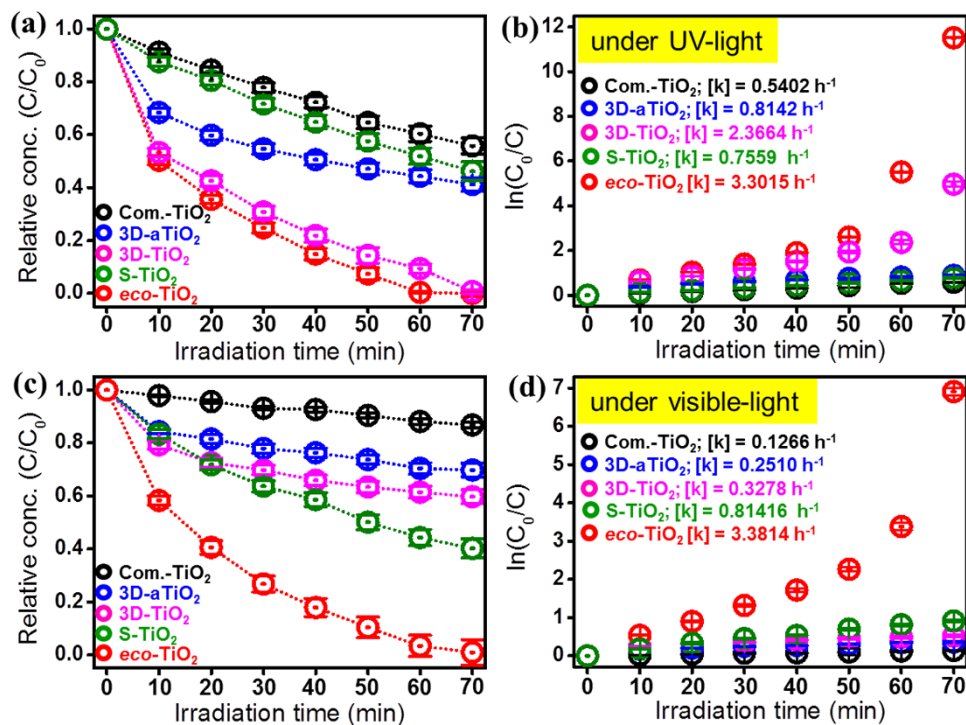 (a)
Relative conc. (C/C₀)
1.0
0.8
0.6
0.4
0.2
0.0
Com.-TiO₂
3D-aTiO₂
3D-TiO₂
S-TiO₂
eco-TiO₂
0 10 20 30 40 50 60 70
Irradiation time (min)
(b)
under UV-light
ln(C₀/C)
12
10
8
6
4
2
0
Com.-TiO₂; [k] = 0.5402 h⁻¹
3D-aTiO₂; [k] = 0.8142 h⁻¹
3D-TiO₂; [k] = 2.3664 h⁻¹
S-TiO₂; [k] = 0.7559 h⁻¹
eco-TiO₂ [k] = 3.3015 h⁻¹
0 10 20 30 40 50 60 70
Irradiation time (min)
(c)
Relative conc. (C/C₀)
1.0
0.8
0.6
0.4
0.2
0.0
Com.-TiO₂
3D-aTiO₂
3D-TiO₂
S-TiO₂
eco-TiO₂
0 10 20 30 40 50 60 70
Irradiation time (min)
(d)
under visible-light
ln(C₀/C)
7
6
5
4
3
2
1
0
Com.-TiO₂; [k] = 0.1266 h⁻¹
3D-aTiO₂; [k] = 0.2510 h⁻¹
3D-TiO₂; [k] = 0.3278 h⁻¹
S-TiO₂; [k] = 0.81416 h⁻¹
eco-TiO₂ [k] = 3.3814 h⁻¹
0 10 20 30 40 50 60 70
Irradiation time (min)